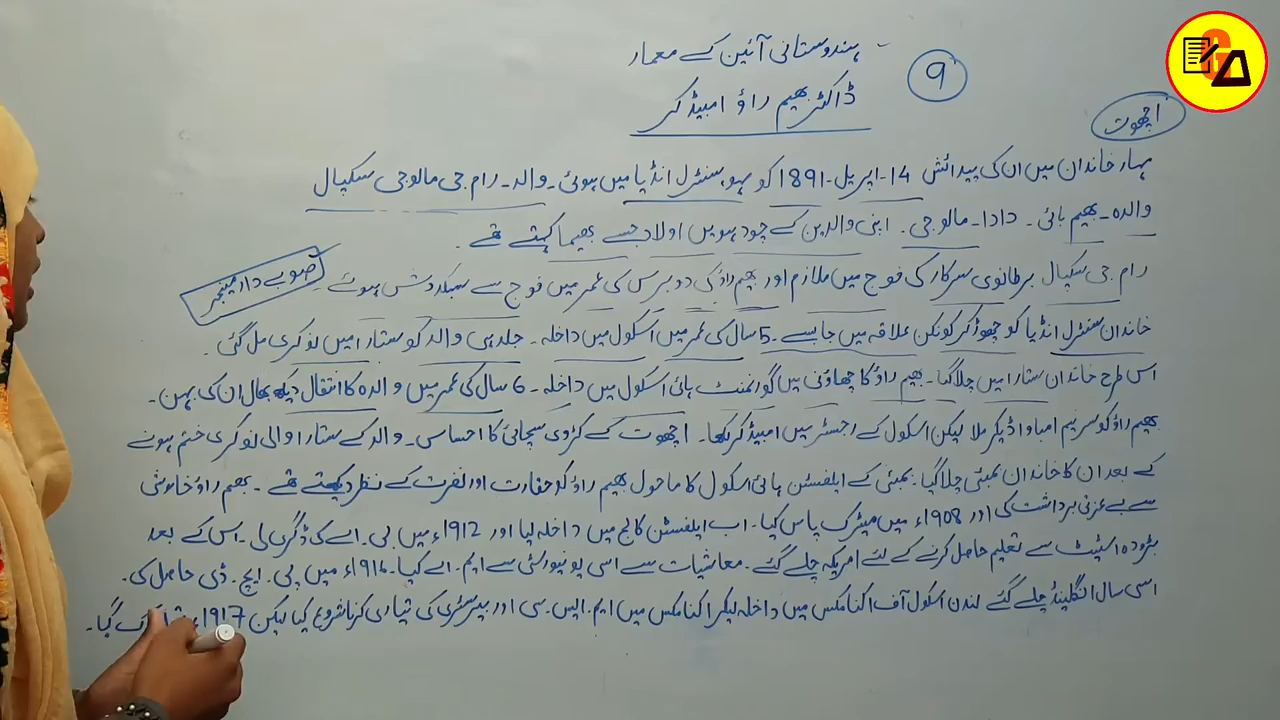 ہندوستانی آئین کے معمار -
۹
ڈاکٹر بھیم راؤ امبیڈکر
اچھوت
مہار خاندان میں ان کی پیدائش 14-اپریل-1891 کو مہو، سنٹرل انڈیا میں ہوئی ۔ والد ۔ رام جی مالوجی سکپال
والدہ ۔ بھیم بائی ۔ دادا ۔ مالوجی ۔ اپنی والدین کے چودہویں اولاد جسے بھیما کہتے تھے ۔
رام جی سکپال برطانوی سرکار کی فوج میں ملازم اور بھیم راؤ کی دو برس کی عمر میں فوج سے سبکدوش ہوئے ۔
صوبے دار میجر
خاندان سنٹرل انڈیا کو چھوڑ کر کونکن علاقہ میں جا بسے ۔ 5 سال کی عمر میں اسکول میں داخلہ ۔ جلد ہی والد کو ستارا میں نوکری مل گئی ۔
اس طرح خاندان ستارا میں چلا گیا ۔ بھیم راؤ کا چھاؤنی میں گورنمنٹ ہائی اسکول میں داخلہ ۔ 6 سال کی عمر میں والدہ کا انتقال دیکھ بھال ان کی بہن ۔
بھیم راؤ کو سرنیم امباواڈیکر ملا لیکن اسکول کے رجسٹر میں امبیڈکر لکھا ۔ اچھوت کے کڑوی سچائی کا احساس ۔ والد کے ستارا والی نوکری ختم ہونے
کے بعد ان کا خاندان بمبئی چلا گیا ۔ بمبئی کے ایلفسٹن ہائی اسکول کا ماحول بھیم راؤ کو حقارت اور نفرت کے نظر دیکھتے تھے ۔ بھیم راؤ خاموشی
سے بے عزتی برداشت کی اور 1908ء میں میٹرک پاس کیا ۔ اب ایلفسٹن کالج میں داخلہ لیا اور 1912ء میں بی ۔ اے کی ڈگری لی ۔ اس کے بعد
بڑودہ اسٹیٹ سے تعلیم حاصل کرنے کے لئے امریکہ چلے گئے ۔ معاشیات سے اسی یونیورسٹی سے ایم ۔ اے کیا ۔ ء میں پی ۔ ایچ ۔ ڈی حاصل کی ۔
اسی سال انگلینڈ چلے گئے لندن اسکول آف اکنامکس میں داخلہ لیکر اکنامکس میں ایم ۔ ایس ۔ سی اور بیرسٹری کی تیاری کرنا شروع کیا لیکن 1917ء گیا ۔